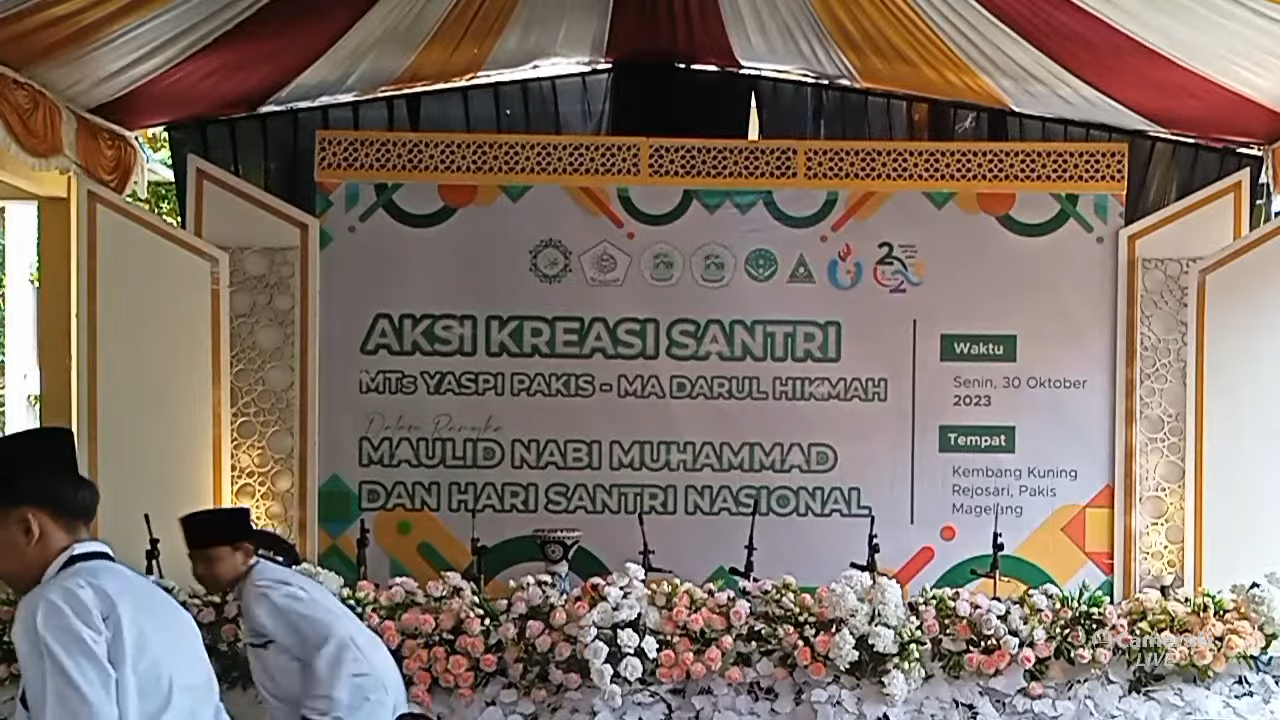 AKSI KREASI SANTRI
MTs YASPI PAKIS - MA DARUL HIKMAH
Dalam Rangka
MAULID NABI MUHAMMAD
DAN HARI SANTRI NASIONAL
Waktu
Senin, 30 Oktober
2023
Tempat
Kembang Kuning
Rejosari, Pakis
Magelang
LIVE